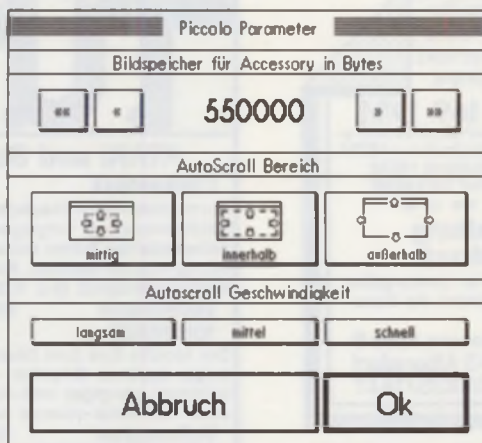 Piccolo Parameter
Bildspeicher für Accessory in Bytes
«« « 550000 » »»
AutoScroll Bereich
mittig innerhalb außerhalb
Autoscroll Geschwindigkeit
langsam mittel schnell
Abbruch Ok